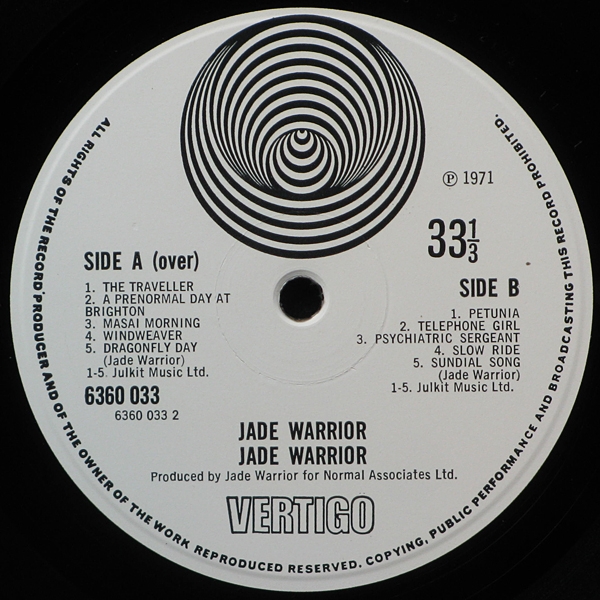 ALL RIGHTS OF THE RECORD PRODUCER AND OF THE OWNER OF THE WORK REPRODUCED RESERVED. COPYING, PUBLIC PERFORMANCE AND BROADCASTING THIS RECORD PROHIBITED.
Ⓟ 1971
33 1/3
SIDE A (over)
1. THE TRAVELLER
2. A PRENORMAL DAY AT
BRIGHTON
3. MASAI MORNING
4. WINDWEAVER
5. DRAGONFLY DAY
(Jade Warrior)
1-5. Julkit Music Ltd.
6360 033
6360 033 2
SIDE B
1. PETUNIA
2. TELEPHONE GIRL
3. PSYCHIATRIC SERGEANT
4. SLOW RIDE
5. SUNDIAL SONG
(Jade Warrior)
1-5. Julkit Music Ltd.
JADE WARRIOR
JADE WARRIOR
Produced by Jade Warrior for Normal Associates Ltd.
VERTIGO